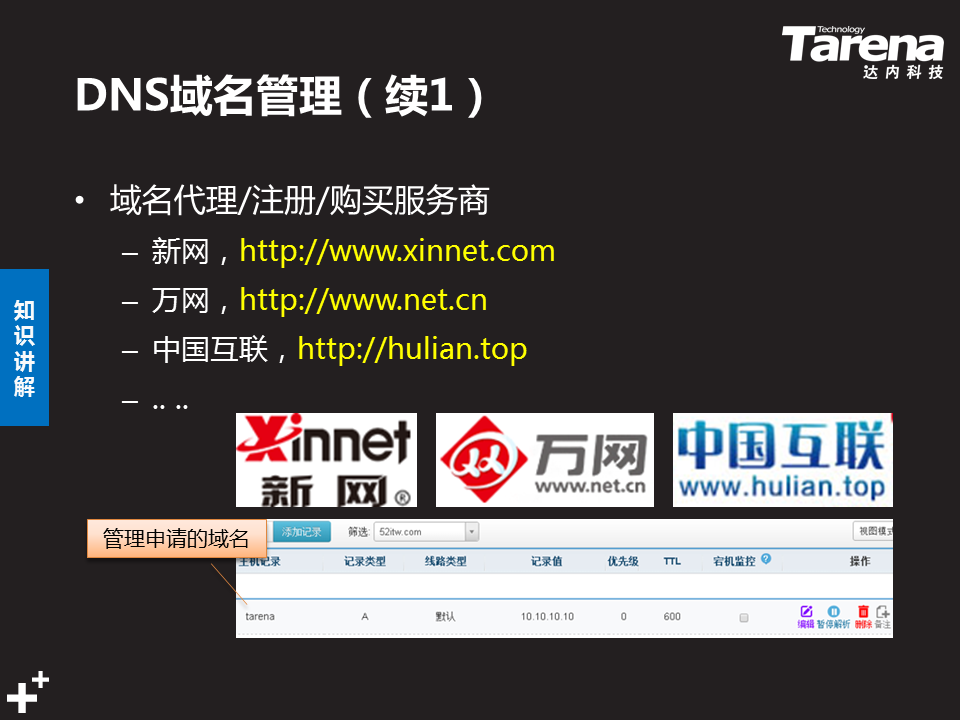 Technology
Tarena
达内科技
DNS域名管理（续1）
• 域名代理/注册/购买服务商
– 新网，http://www.xinnet.com
– 万网，http://www.net.cn
– 中国互联，http://hulian.top
– .. ..
知识讲解
Xinnet
新网®
万网
www.net.cn
中国互联
www.hulian.top
管理申请的域名
添加记录 筛选: 52itw.com 视图模式
主机记录 记录类型 线路类型 记录值 优先级 TTL 宕机监控 ? 操作
tarena A 默认 10.10.10.10 0 600 编辑 暂停解析 删除 备注